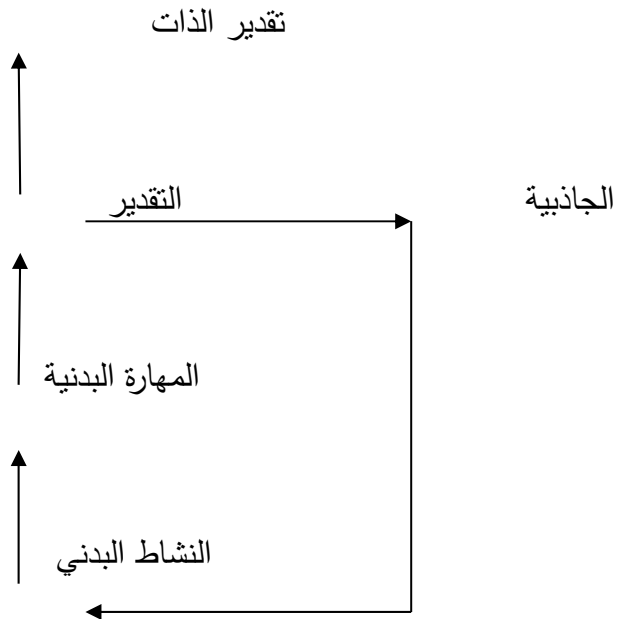 تقدير الذات
الجاذبية
التقدير
المهارة البدنية
النشاط البدني